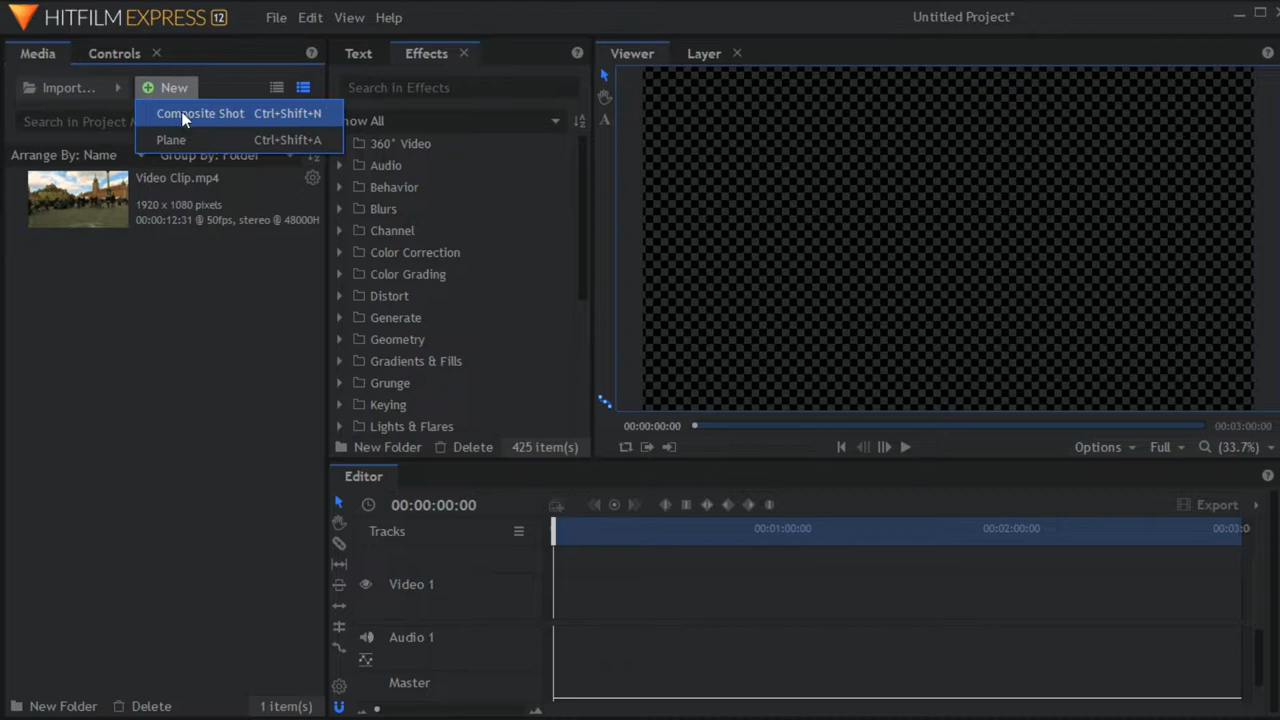 HITFILM EXPRESS 12 File Edit View Help Untitled Project*
Media Controls Text Effects Viewer Layer
Import... New Search in Effects
Composite Shot Ctrl+Shift+N
Search in Project how All
Plane Ctrl+Shift+A
Arrange By: Name Group By: Folder
Video Clip.mp4
1920 x 1080 pixels
00:00:12:31 @ 50fps, stereo @ 48000H
360° Video
Audio
Behavior
Blurs
Channel
Color Correction
Color Grading
Distort
Generate
Geometry
Gradients & Fills
Grunge
Keying
Lights & Flares
New Folder Delete 425 item(s)
00:00:00:00 00:03:00:00
Options Full (33.7%)
Editor
00:00:00:00 Export
Tracks 00:01:00:00 00:02:00:00 00:03:0
Video 1
Audio 1
Master
New Folder Delete 1 item(s)